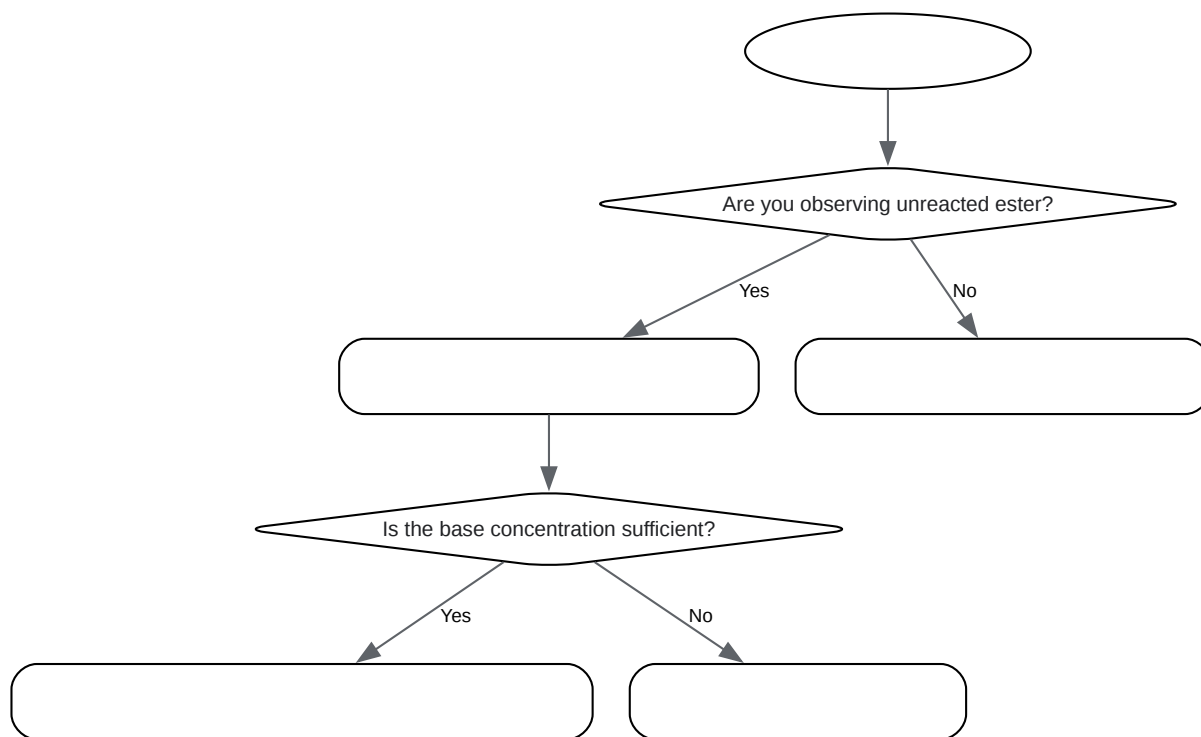 Are you observing unreacted ester?
Yes
No
Is the base concentration sufficient?
Yes
No